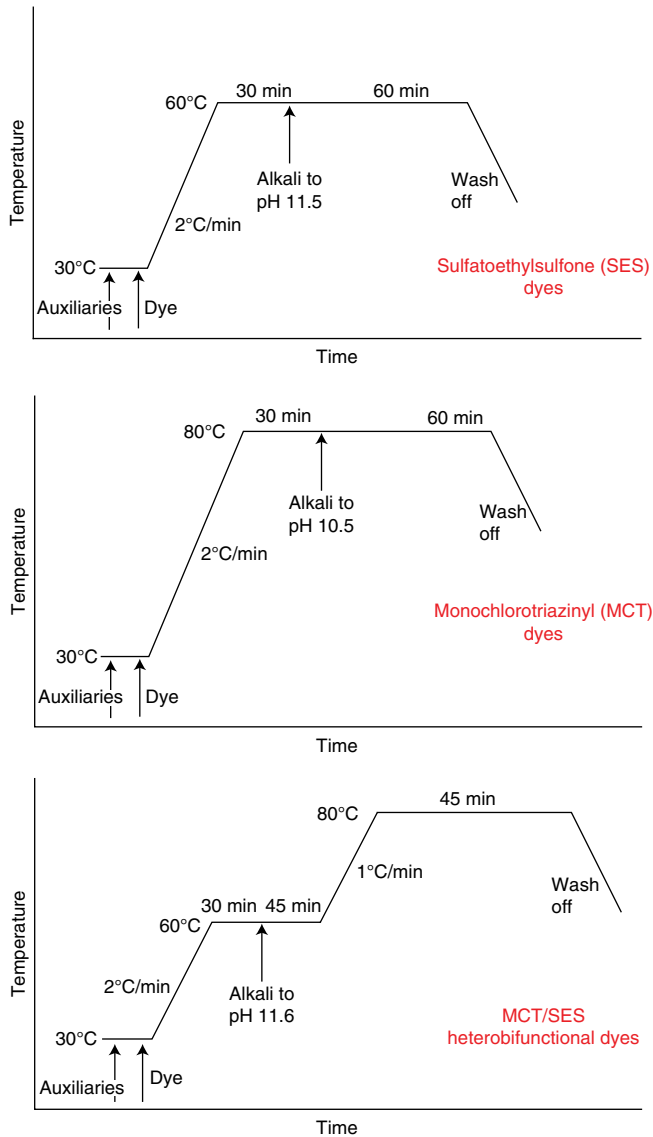 Temperature
60°C
30 min
60 min
Alkali to
pH 11.5
Wash
off
2°C/min
30°C
Auxiliaries
Dye
Sulfatoethylsulfone (SES)
dyes
Time
Temperature
80°C
30 min
60 min
Alkali to
pH 10.5
Wash
off
2°C/min
30°C
Auxiliaries
Dye
Monochlorotriazinyl (MCT)
dyes
Time
Temperature
80°C
45 min
1°C/min
Wash
off
60°C
30 min
45 min
2°C/min
Alkali to
pH 11.6
30°C
Auxiliaries
Dye
MCT/SES
heterobifunctional dyes
Time